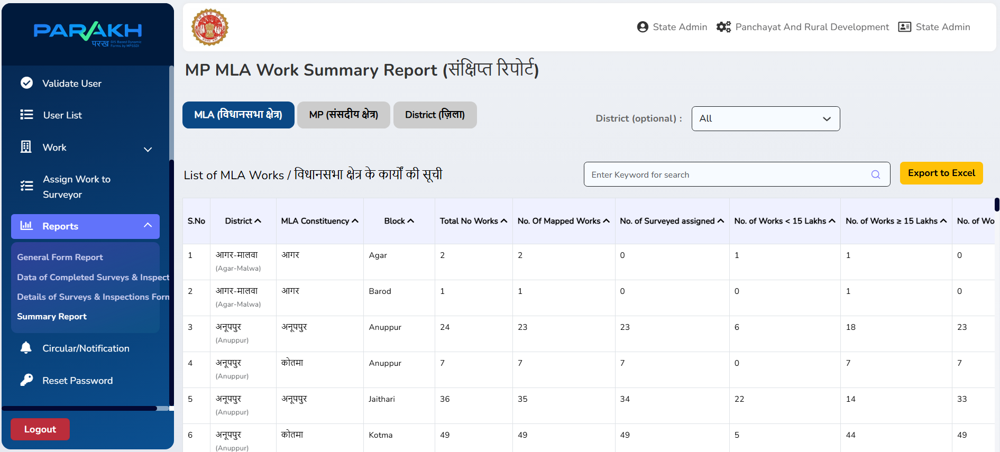 PARAKH
परख GIS Based Dynamic
Forms by MPSSDI
Validate User
User List
Work
Assign Work to
Surveyor
Reports
General Form Report
Data of Completed Surveys & Inspect
Details of Surveys & Inspections Forn
Summary Report
Circular/Notification
Reset Password
Logout
State Admin Panchayat And Rural Development State Admin
MP MLA Work Summary Report (संक्षिप्त रिपोर्ट)
MLA (विधानसभा क्षेत्र) MP (संसदीय क्षेत्र) District (ज़िला)
District (optional) : All
List of MLA Works / विधानसभा क्षेत्र के कार्यों की सूची
Enter Keyword for search
Export to Excel
S.No District MLA Constituency Block Total No Works No. Of Mapped Works No. of Surveyed assigned No. of Works < 15 Lakhs No. of Works ≥ 15 Lakhs No. of Wo
1 आगर-मालवा आगर Agar 2 2 0 1 1 0
(Agar-Malwa)
2 आगर-मालवा आगर Barod 1 1 0 0 1 0
(Agar-Malwa)
3 अनूपपुर अनूपपुर Anuppur 24 23 23 6 18 23
(Anuppur)
4 अनूपपुर कोतमा Anuppur 7 7 7 0 7 7
(Anuppur)
5 अनूपपुर अनूपपुर Jaithari 36 35 34 22 14 33
(Anuppur)
6 अनूपपुर कोतमा Kotma 49 49 49 5 44 49
(Anuppur)